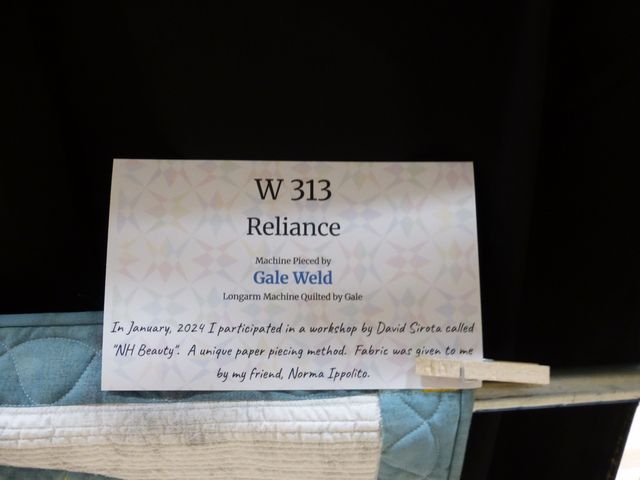 W 313
Reliance
Machine Pieced by
Gale Weld
Longarm Machine Quilted by Gale
In January, 2024 I participated in a workshop by David Sirota called
"NH Beauty". A unique paper piecing method. Fabric was given to me
by my friend, Norma Ippolito.